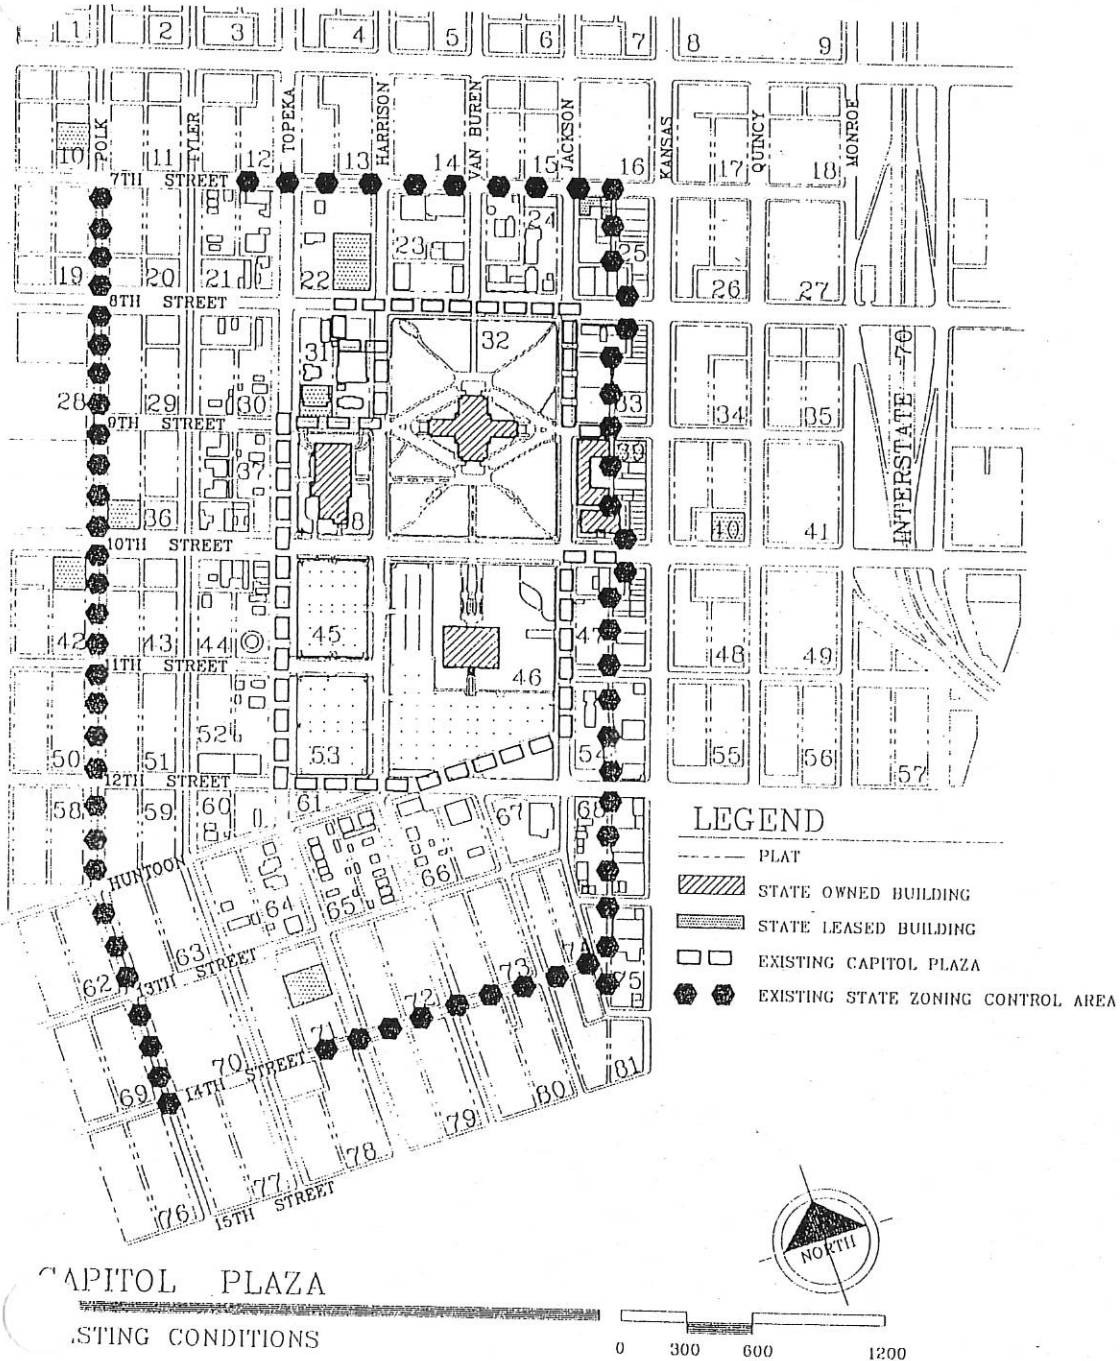 1 2 3 4 5 6 7 8 9
POLK
TYLER
TOPEKA
HARRISON
VAN BUREN
JACKSON
KANSAS
QUINCY
MONROE
10 11 12 13 14 15 16 17 18
7TH STREET
19 20 21 22 23 24 25 26 27
8TH STREET
28 29 30 31 32 33 34 35
INTERSTATE 70
9TH STREET
36 37 8 39 40 41
10TH STREET
42 43 44 45 46 47 48 49
11TH STREET
50 51 52 53 54 55 56 57
12TH STREET
58 59 60 61 67 68
HUNTOON
62 63 64 65 66
13TH STREET
69 70 71 72 73 74 75
14TH STREET
76 77 78 79 80 81
15TH STREET
LEGEND
PLAT
STATE OWNED BUILDING
STATE LEASED BUILDING
EXISTING CAPITOL PLAZA
EXISTING STATE ZONING CONTROL AREA
NORTH
APITOL PLAZA
STING CONDITIONS
0 300 600 1200